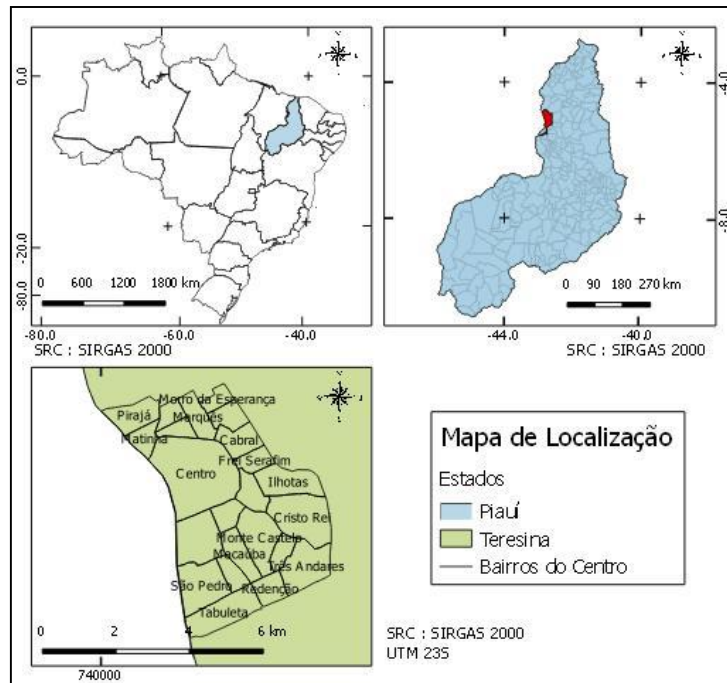 0.0
-20.0
-80.0
0 600 1200 1800 km
-80.0 -60.0 -40.0
SRC : SIRGAS 2000
-4.0
-8.0
0 90 180 270 km
-44.0 -40.0
SRC : SIRGAS 2000
Morro da Esperança
Pirajá
Marquês
Matinha
Cabral
Frei Serafim
Centro
Ilhotas
Cristo Rei
Monte Castelo
Macaúba
Três Andares
São Pedro
Redenção
Tabuleta
0 2 4 6 km
740000
Mapa de Localização
Estados
Piauí
Teresina
Bairros do Centro
SRC : SIRGAS 2000
UTM 23S